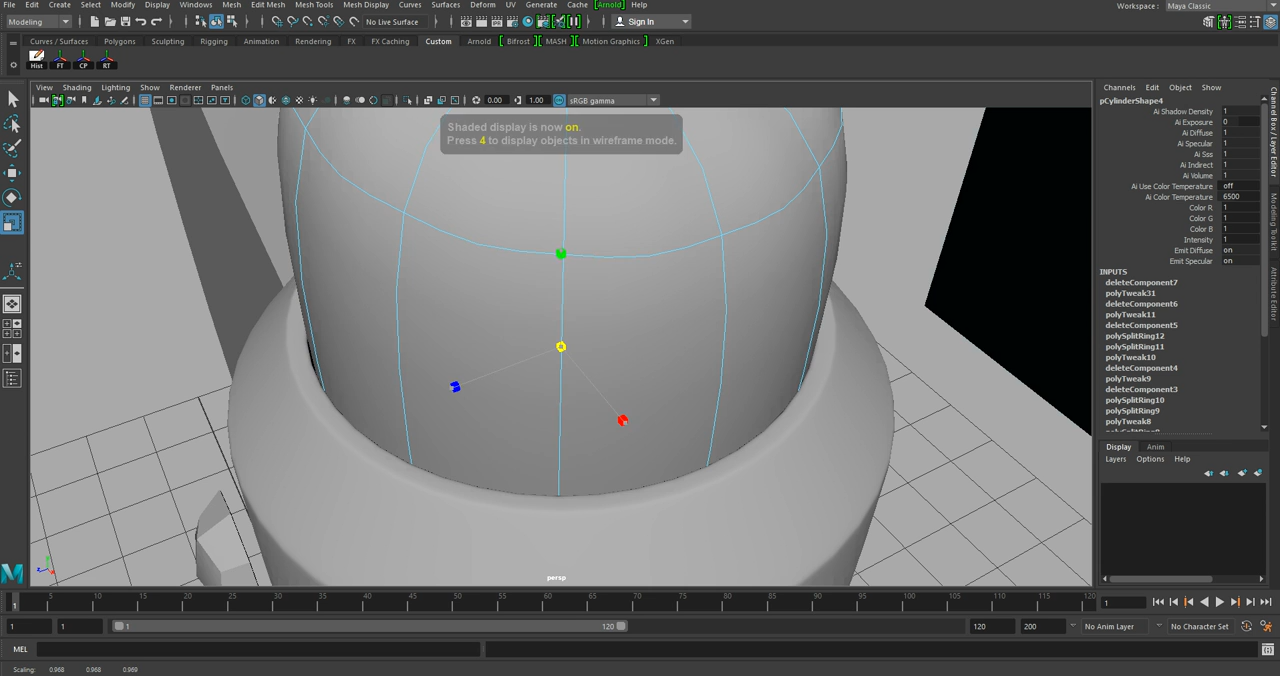 File Edit Create Select Modify Display Windows Mesh Edit Mesh Mesh Tools Mesh Display Curves Surfaces Deform UV Generate Cache [Arnold] Help
Workspace : Maya Classic
Modeling
No Live Surface
Sign In
Curves / Surfaces Polygons Sculpting Rigging Animation Rendering FX FX Caching Custom Arnold Bifrost MASH Motion Graphics XGen
Hist FT CP RT
View Shading Lighting Show Renderer Panels
0.00 1.00 sRGB gamma
Shaded display is now on.
Press 4 to display objects in wireframe mode.
persp
Channels Edit Object Show
pCylinderShape4
Ai Shadow Density 1
Ai Exposure 0
Ai Diffuse 1
Ai Specular 1
Ai Sss 1
Ai Indirect 1
Ai Volume 1
Ai Use Color Temperature off
Ai Color Temperature 6500
Color R 1
Color G 1
Color B 1
Intensity 1
Emit Diffuse on
Emit Specular on
INPUTS
deleteComponent7
polyTweak31
deleteComponent6
polyTweak11
deleteComponent5
polySplitRing12
polySplitRing11
polyTweak10
deleteComponent4
polyTweak9
deleteComponent3
polySplitRing10
polySplitRing9
polyTweak8
Display Anim
Layers Options Help
Channel Box / Layer Editor
Modeling Toolkit
Attribute Editor
1 5 10 15 20 25 30 35 40 45 50 55 60 65 70 75 80 85 90 95 100 105 110 115 120
1
1 1 1 120 120 200 No Anim Layer No Character Set
MEL
Scaling: 0.968 0.968 0.969